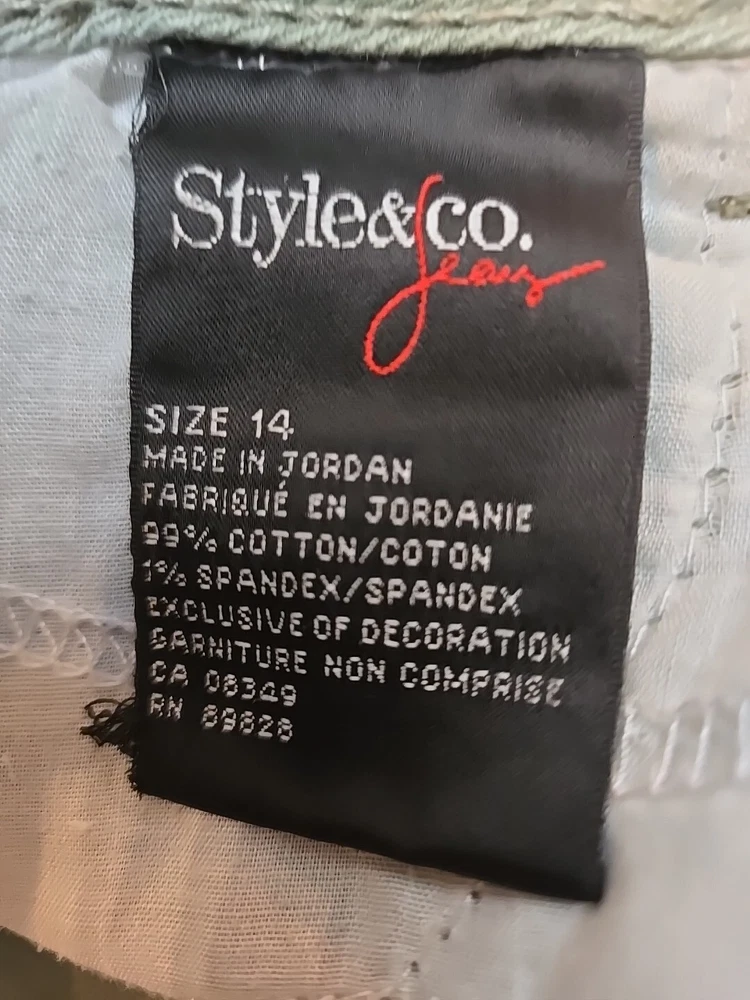 Style&co.
Jeans
SIZE 14
MADE IN JORDAN
FABRIQUÉ EN JORDANIE
99% COTTON/COTON
1% SPANDEX/SPANDEX
EXCLUSIVE OF DECORATION
GARNITURE NON COMPRISE
CA 08349
RN 89828